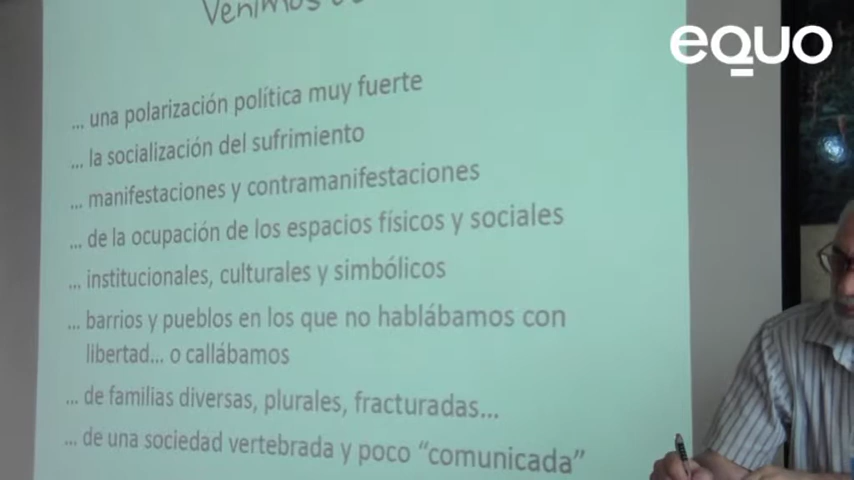 Venimos
equo
... una polarización política muy fuerte
... la socialización del sufrimiento
... manifestaciones y contramanifestaciones
... de la ocupación de los espacios físicos y sociales
... institucionales, culturales y simbólicos
... barrios y pueblos en los que no hablábamos con
libertad... o callábamos
... de familias diversas, plurales, fracturadas...
... de una sociedad vertebrada y poco “comunicada”